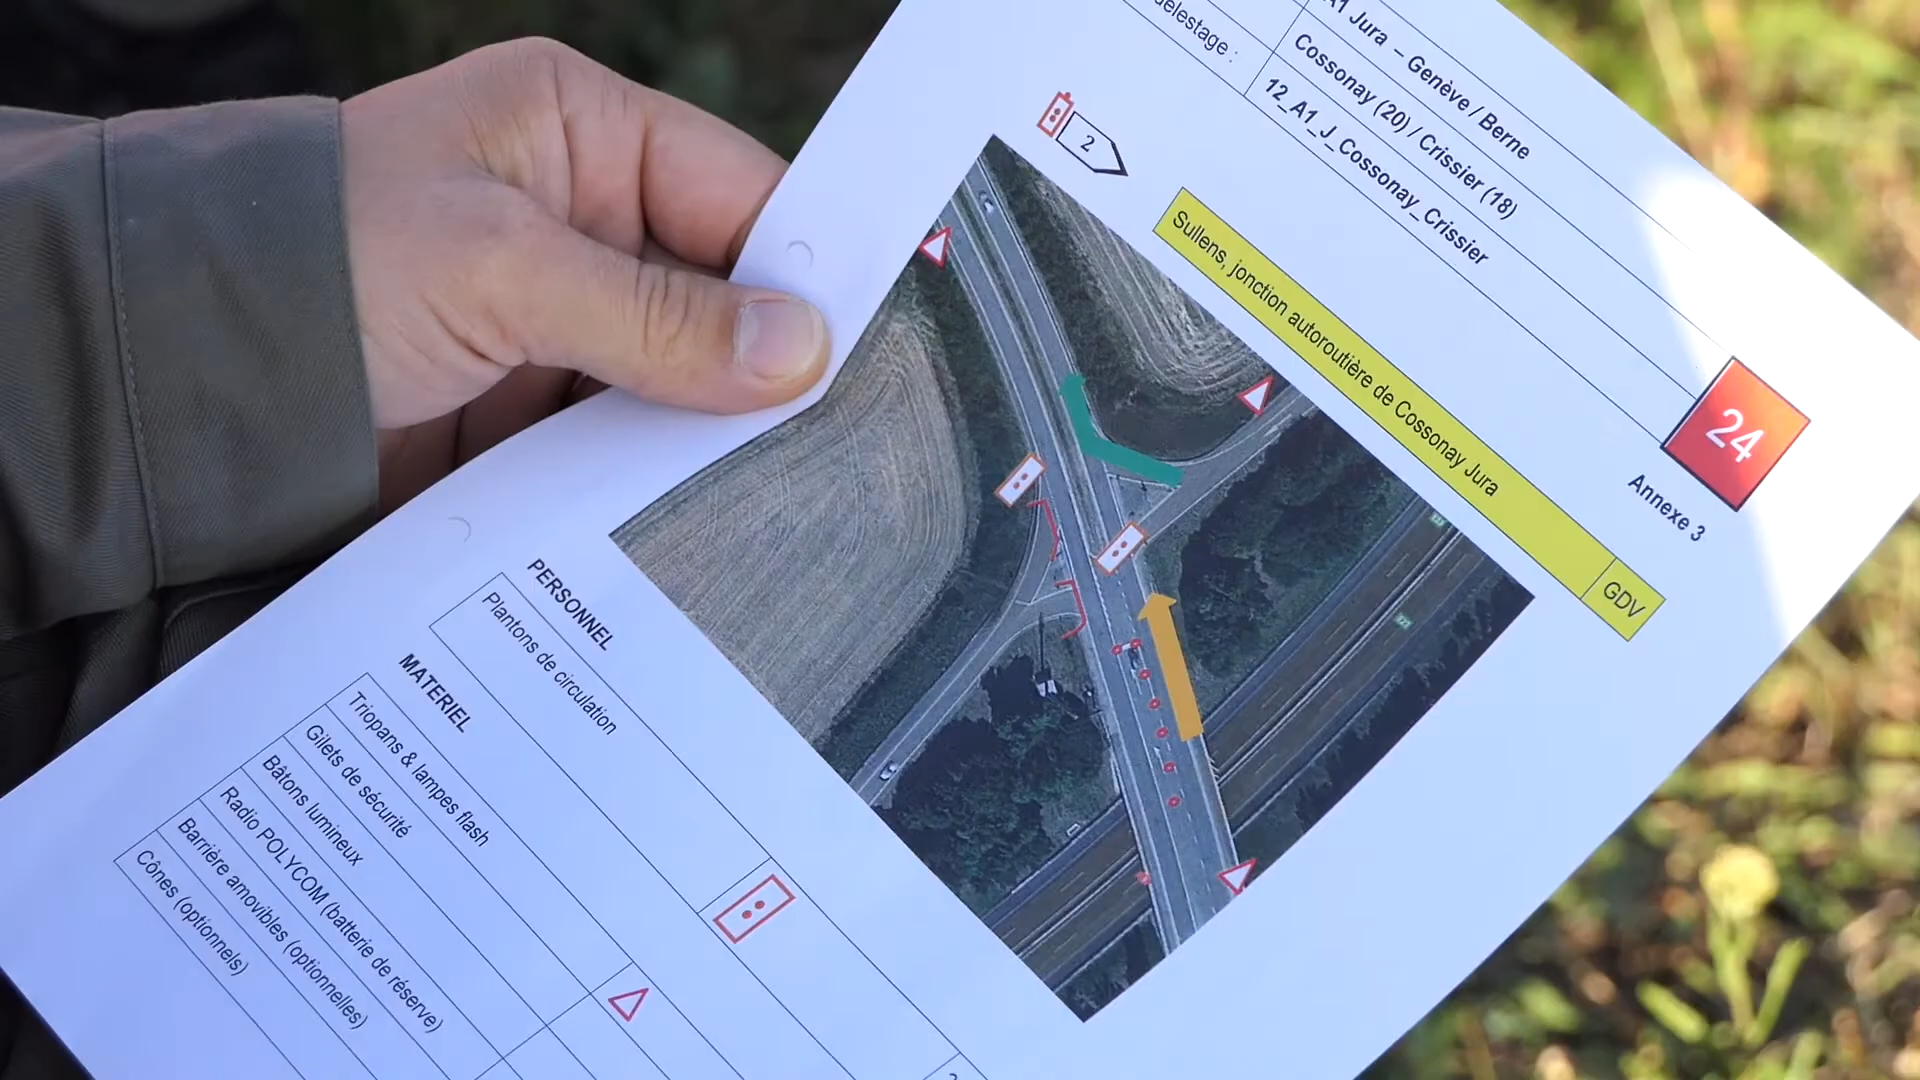 A1 Jura – Genève / Berne
Cossonay (20) / Crissier (18)
délestage :
12_A1_J_Cossonay_Crissier
24
Annexe 3
2
Sullens, jonction autoroutière de Cossonay Jura
GDV
PERSONNEL
Plantons de circulation
MATERIEL
Triopans & lampes flash
Gilets de sécurité
Bâtons lumineux
Radio POLYCOM (batterie de réserve)
Barrière amovibles (optionnelles)
Cônes (optionnels)